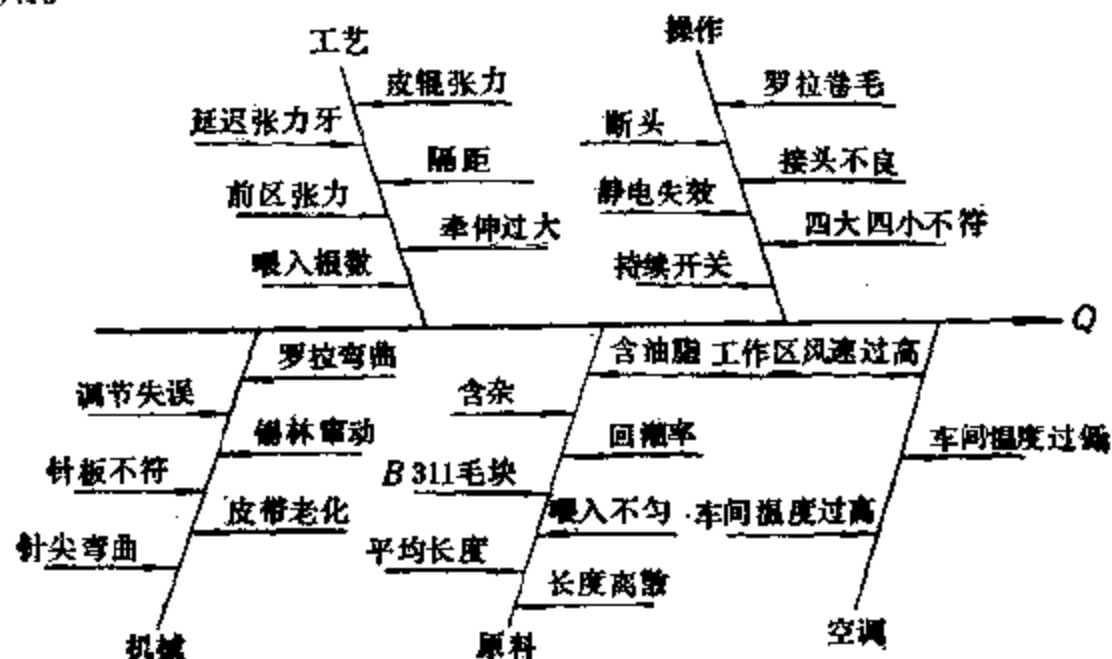 工艺
操作
皮辊张力
罗拉卷毛
延迟张力牙
断头
隔距
接头不良
前区张力
静电失效
牵伸过大
四大四小不符
喂入根数
持续开关
Q
罗拉弯曲
含油脂
工作区风速过高
调节失误
含杂
锡林窜动
回潮率
车间温度过低
针板不符
B311毛块
皮带老化
喂入不匀
车间温度过高
针尖弯曲
平均长度
长度离散
机械
原料
空调